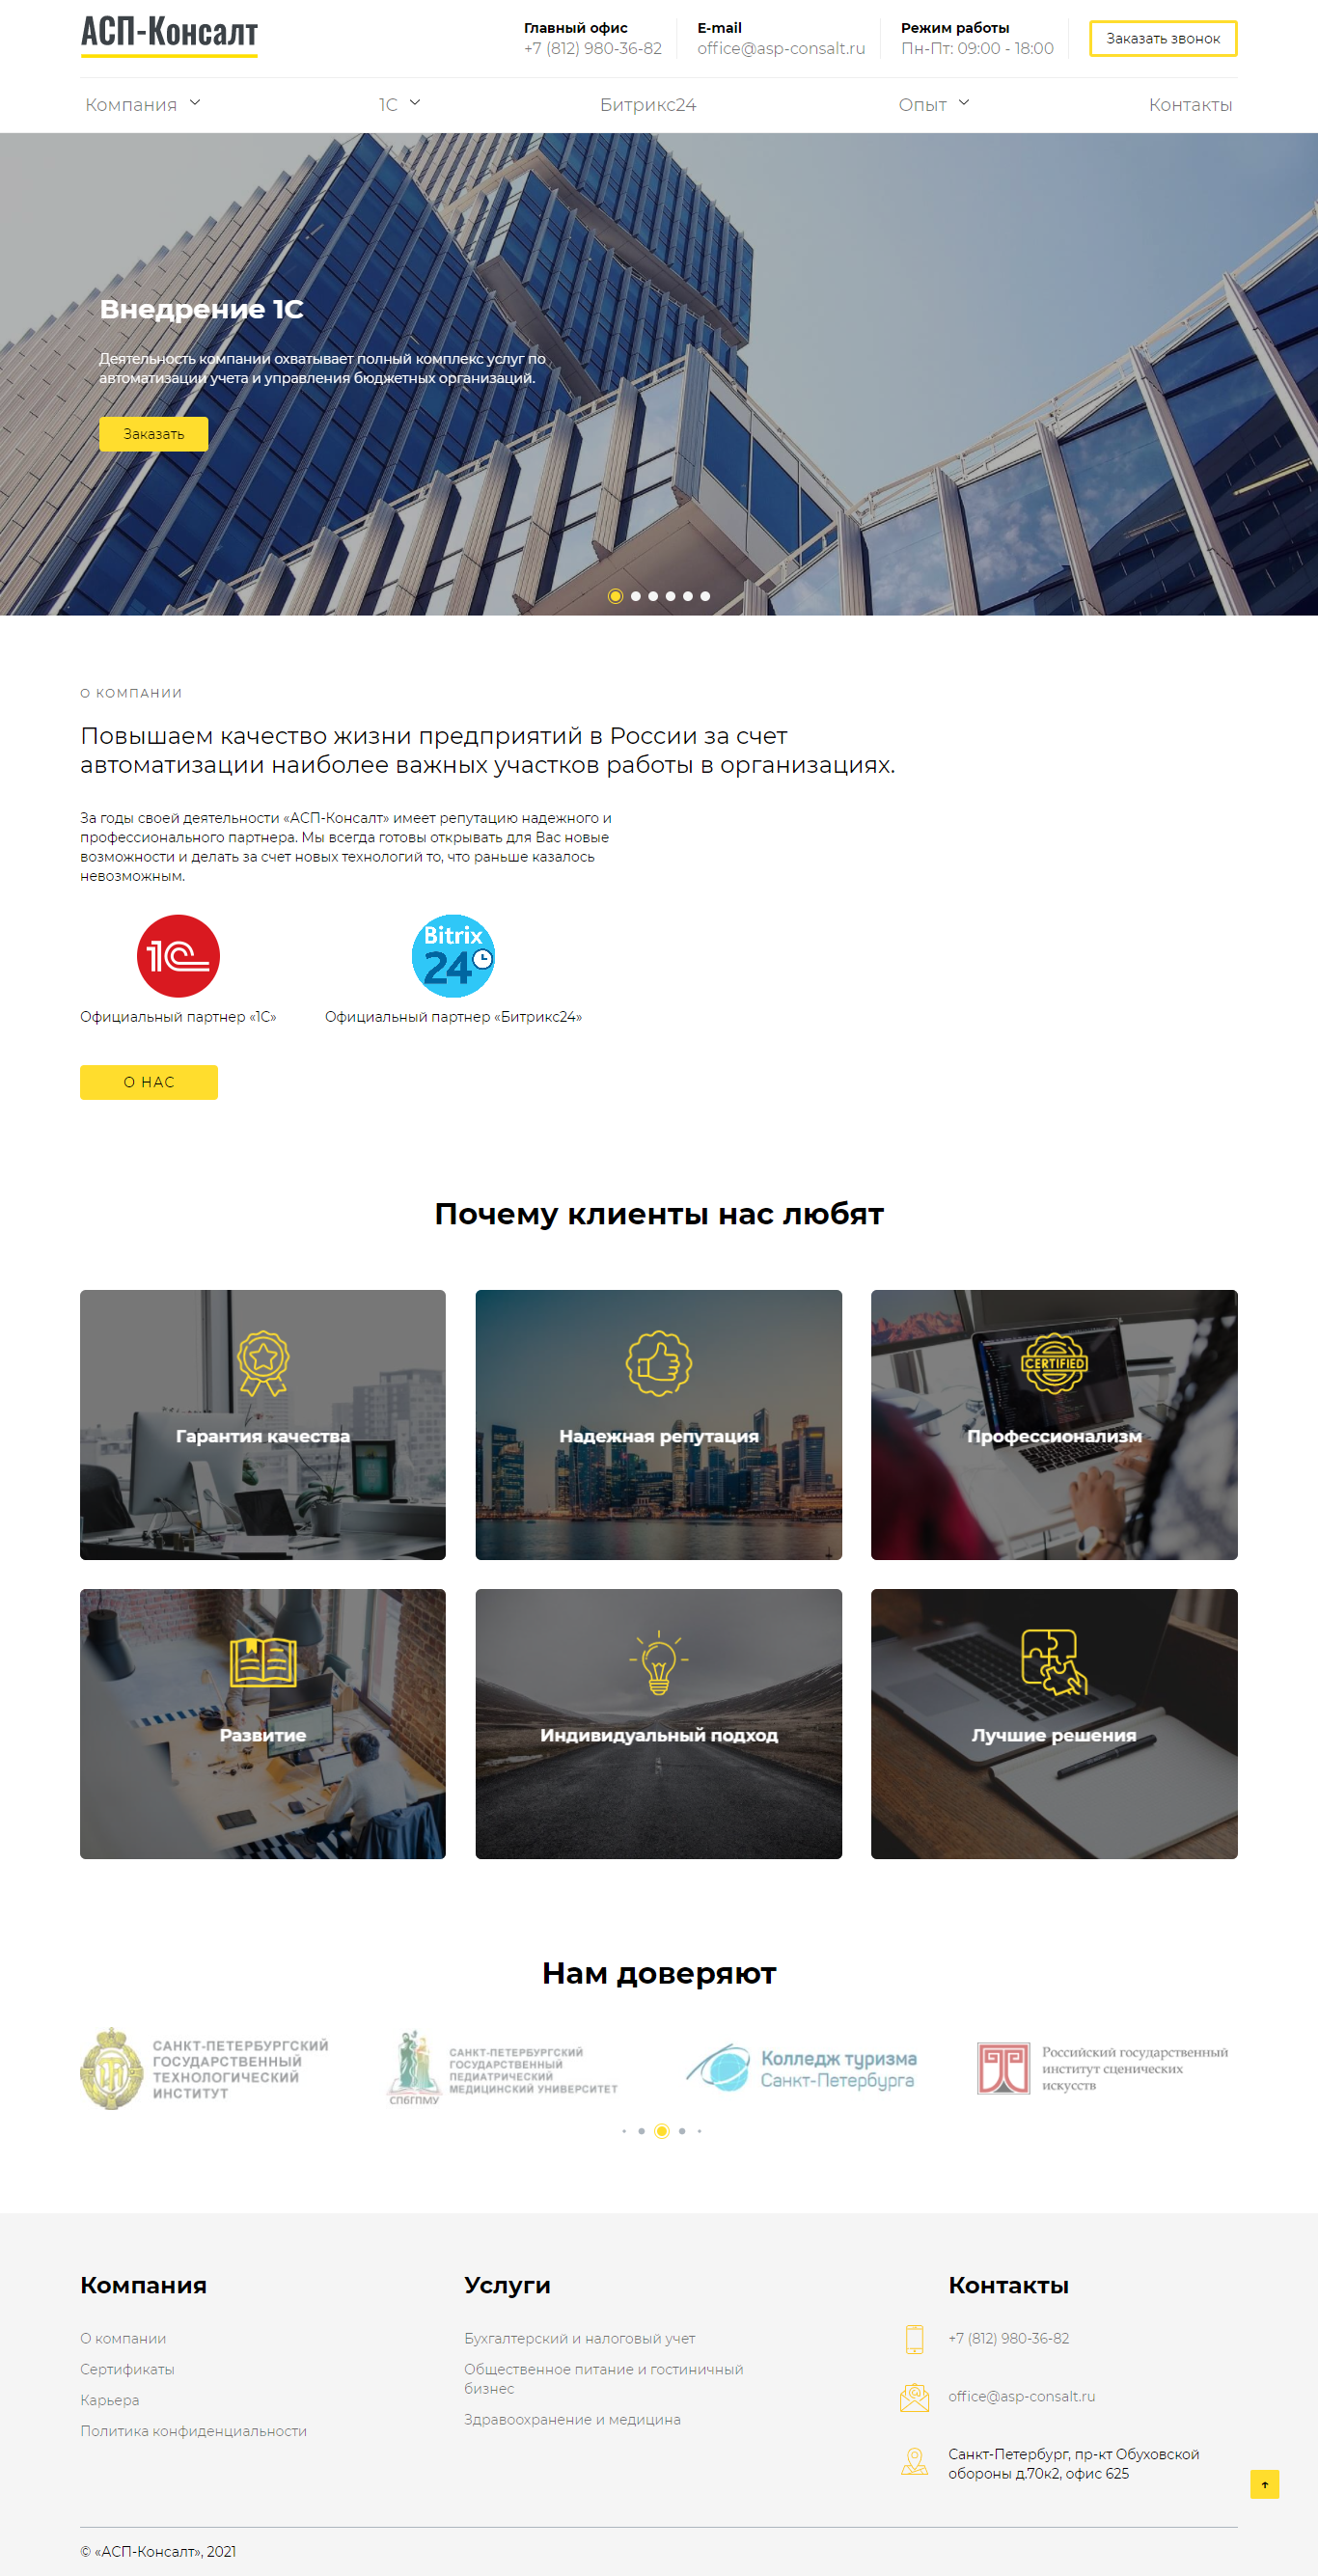 АСП-Консалт
Главный офис
+7 (812) 980-36-82
E-mail
office@asp-consalt.ru
Режим работы
Пн-Пт: 09:00 - 18:00
Заказать звонок
Компания
1С
Битрикс24
Опыт
Контакты
Внедрение 1С
Деятельность компании охватывает полный комплекс услуг по
автоматизации учета и управления бюджетных организаций.
Заказать
О КОМПАНИИ
Повышаем качество жизни предприятий в России за счет
автоматизации наиболее важных участков работы в организациях.
За годы своей деятельности «АСП-Консалт» имеет репутацию надежного и
профессионального партнера. Мы всегда готовы открывать для Вас новые
возможности и делать за счет новых технологий то, что раньше казалось
невозможным.
1С
Bitrix
24
Официальный партнер «1С»
Официальный партнер «Битрикс24»
О НАС
Почему клиенты нас любят
Гарантия качества
Надежная репутация
CERTIFIED
Профессионализм
Развитие
Индивидуальный подход
Лучшие решения
Нам доверяют
САНКТ-ПЕТЕРБУРГСКИЙ
ГОСУДАРСТВЕННЫЙ
ТЕХНОЛОГИЧЕСКИЙ
ИНСТИТУТ
СПбГПМУ
САНКТ-ПЕТЕРБУРГСКИЙ
ГОСУДАРСТВЕННЫЙ
ПЕДИАТРИЧЕСКИЙ
МЕДИЦИНСКИЙ УНИВЕРСИТЕТ
Колледж туризма
Санкт-Петербурга
Российский государственный
институт сценических
искусств
Компания
О компании
Сертификаты
Карьера
Политика конфиденциальности
Услуги
Бухгалтерский и налоговый учет
Общественное питание и гостиничный
бизнес
Здравоохранение и медицина
Контакты
+7 (812) 980-36-82
office@asp-consalt.ru
Санкт-Петербург, пр-кт Обуховской
обороны д.70к2, офис 625
© «АСП-Консалт», 2021